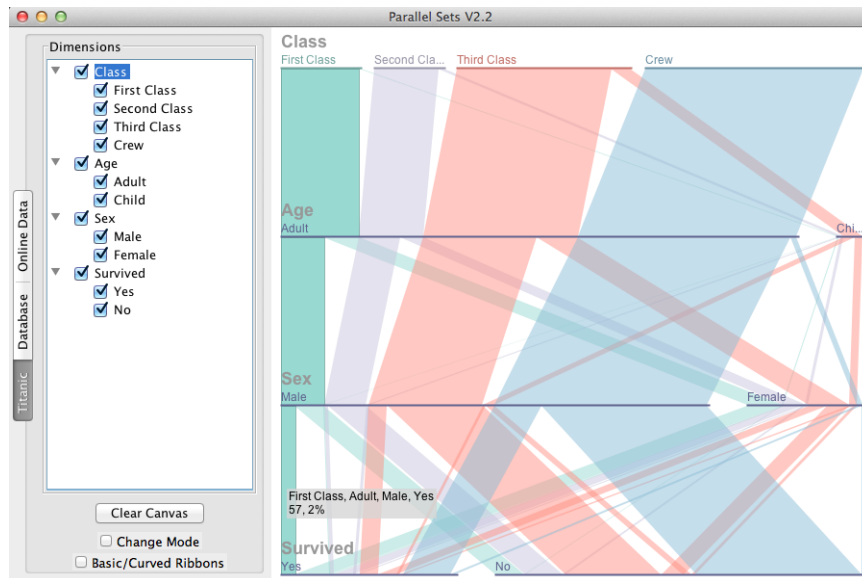 Parallel Sets V2.2
Dimensions
Class
First Class
Second Class
Third Class
Crew
Age
Adult
Child
Sex
Male
Female
Survived
Yes
No
Online Data
Database
Titanic
Clear Canvas
Change Mode
Basic/Curved Ribbons
Class
First Class Second Cla... Third Class Crew
Age
Adult Chi...
Sex
Male Female
First Class, Adult, Male, Yes
57, 2%
Survived
Yes No